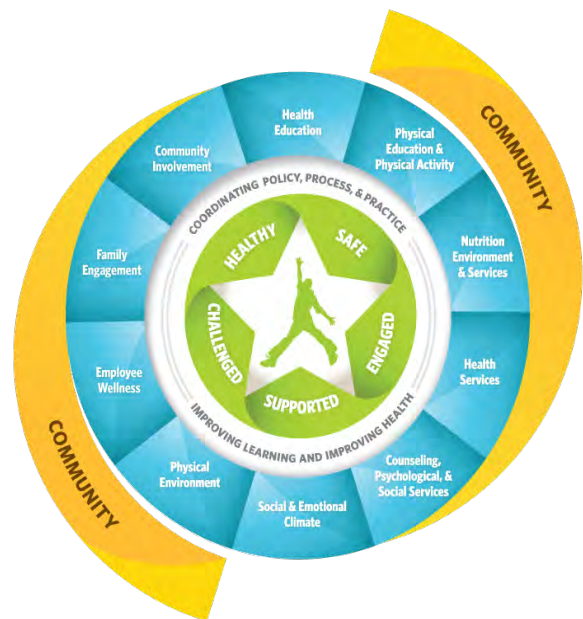 COMMUNITY
Health
Education
Physical
Education &
Physical Activity
Nutrition
Environment
& Services
Health
Services
Counseling,
Psychological, &
Social Services
Social & Emotional
Climate
Physical
Environment
Employee
Wellness
Family
Engagement
Community
Involvement
COORDINATING POLICY, PROCESS, & PRACTICE
IMPROVING LEARNING AND IMPROVING HEALTH
HEALTHY
SAFE
ENGAGED
SUPPORTED
CHALLENGED
COMMUNITY